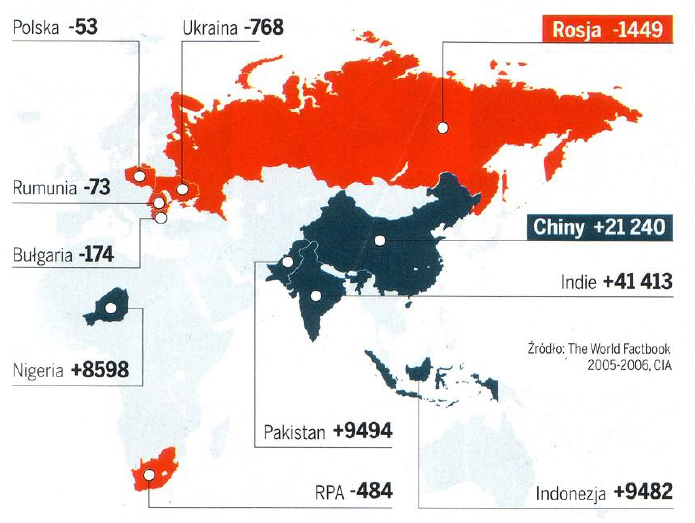 Polska -53
Ukraina -768
Rosja -1449
Rumunia -73
Chiny +21 240
Bułgaria -174
Indie +41 413
Źródło: The World Factbook
2005-2006, CIA
Nigeria +8598
Pakistan +9494
RPA -484
Indonezja +9482